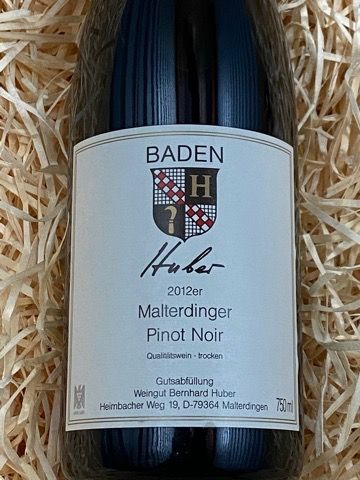 BADEN
H
Huber
2012er
Malterdinger
Pinot Noir
Qualitätswein - trocken
Gutsabfüllung
Weingut Bernhard Huber
Heimbacher Weg 19, D-79364 Malterdingen
750 ml